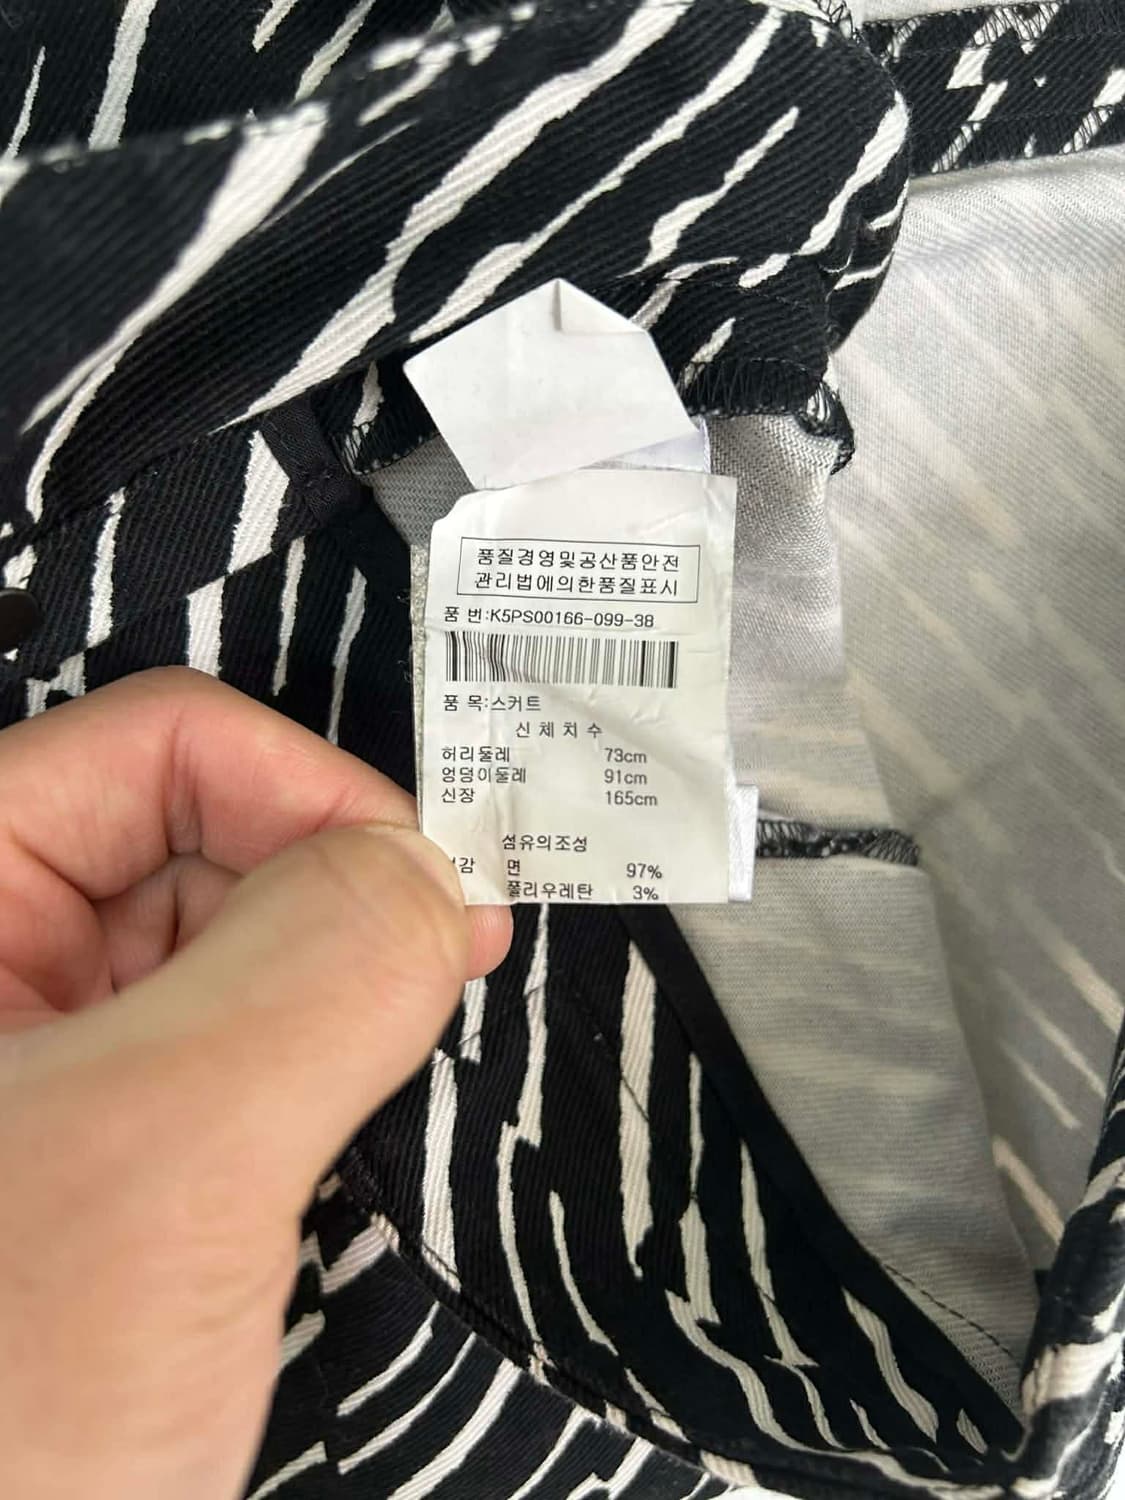 품질경영및공산품안전
관리법에의한품질표시
품 번:K5PS00166-099-38
품 목:스커트
신 체 치 수
허리둘레 73cm
엉덩이둘레 91cm
신장 165cm
섬유의조성
면 97%
폴리우레탄 3%